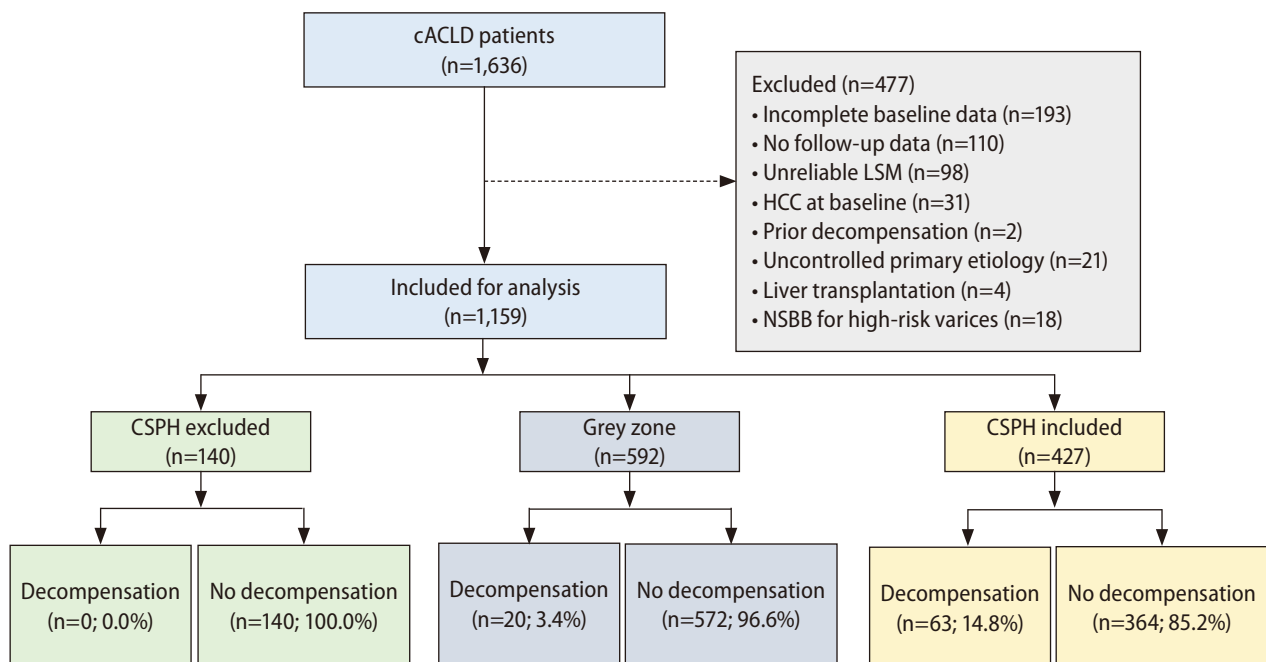 cACLD patients
(n=1,636)
Excluded (n=477)
• Incomplete baseline data (n=193)
• No follow-up data (n=110)
• Unreliable LSM (n=98)
• HCC at baseline (n=31)
• Prior decompensation (n=2)
• Uncontrolled primary etiology (n=21)
• Liver transplantation (n=4)
• NSBB for high-risk varices (n=18)
Included for analysis
(n=1,159)
CSPH excluded
(n=140)
Grey zone
(n=592)
CSPH included
(n=427)
Decompensation
(n=0; 0.0%)
No decompensation
(n=140; 100.0%)
Decompensation
(n=20; 3.4%)
No decompensation
(n=572; 96.6%)
Decompensation
(n=63; 14.8%)
No decompensation
(n=364; 85.2%)